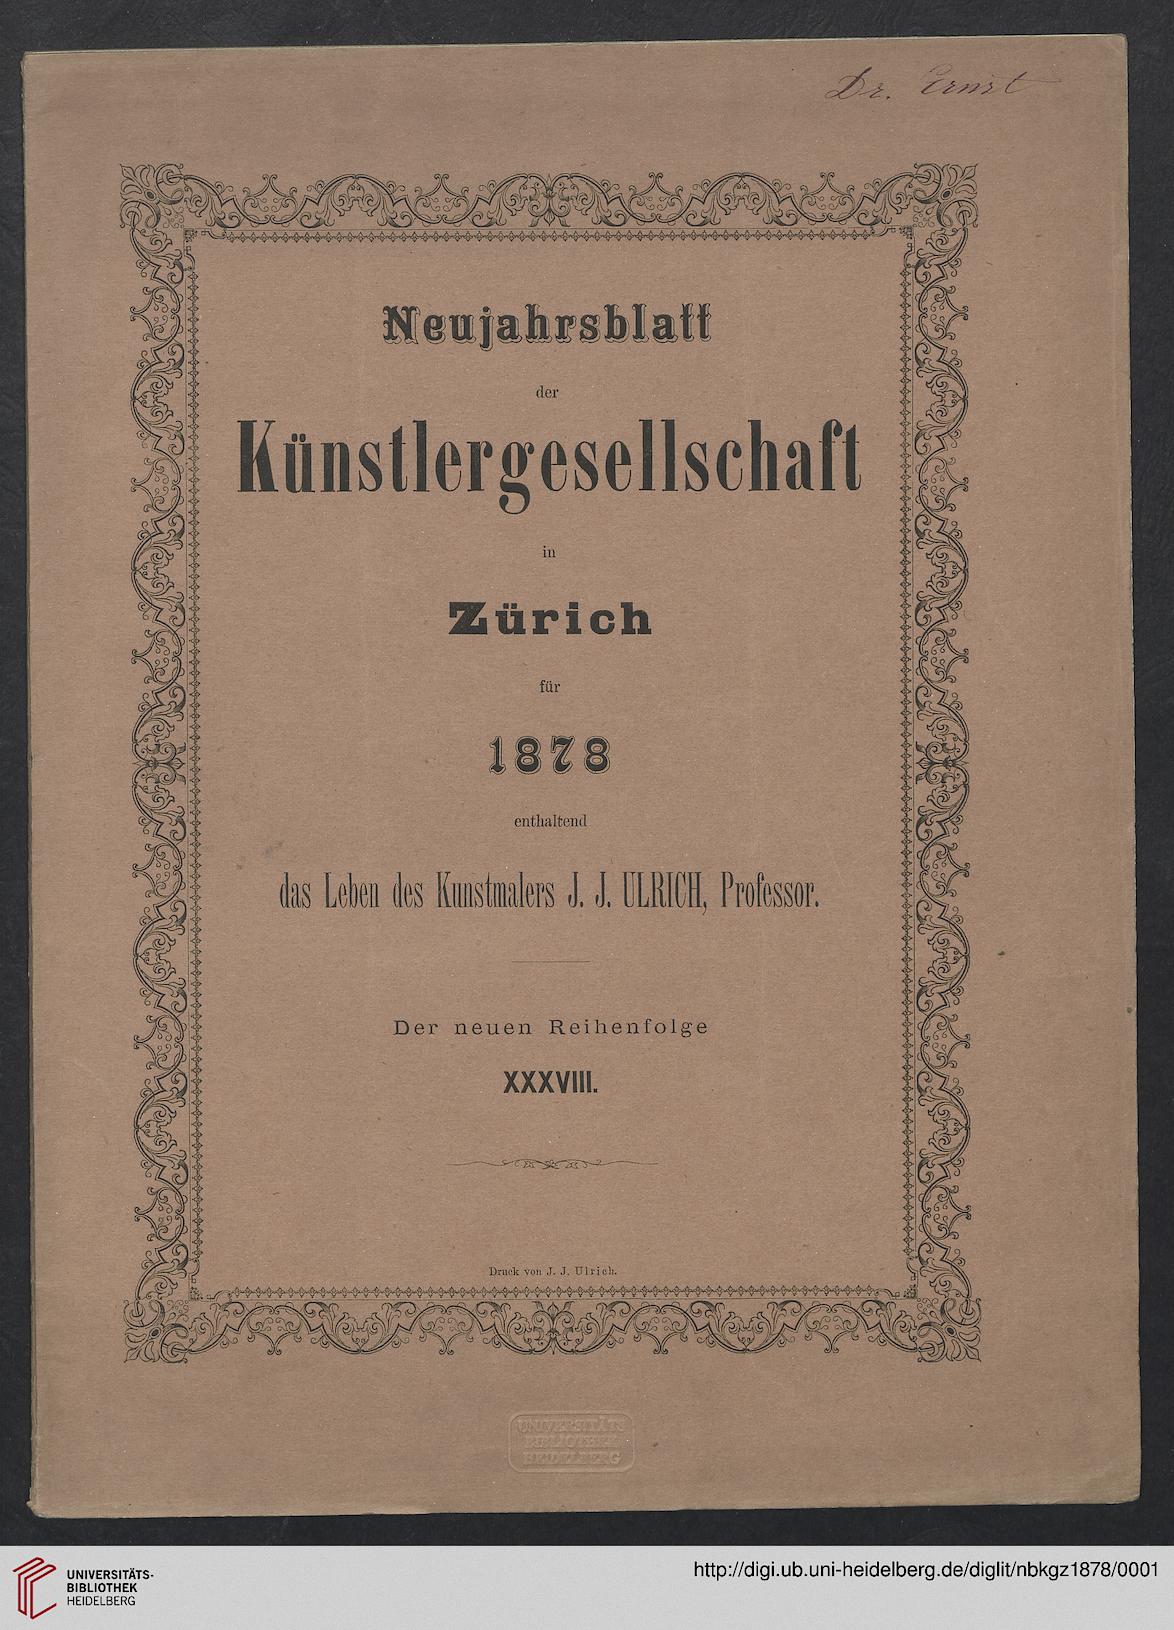 Dr. Ernst
Neujahrsblatt
der
Künstlergesellschaft
in
Zürich
für
1878
enthaltend
das Leben des Kunstmalers J. J. ULRICH, Professor.
Der neuen Reihenfolge
XXXVIII.
Druck von J. J. Ulrich.
UNIVERSITÄTS
BIBLIOTHEK
HEIDELBERG
UNIVERSITÄTS-
BIBLIOTHEK
HEIDELBERG
http://digi.ub.uni-heidelberg.de/diglit/nbkgz1878/0001